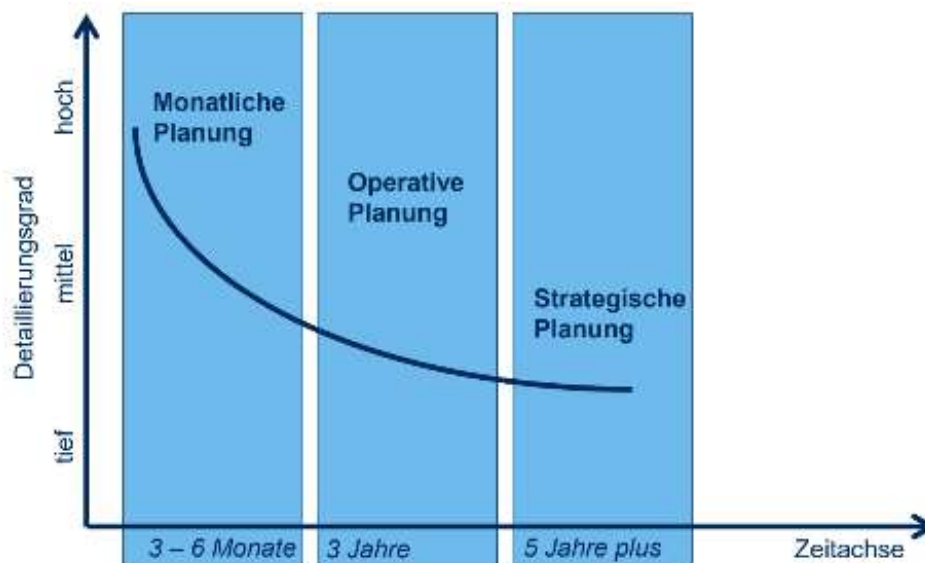 Monatliche
Planung
Operative
Planung
Strategische
Planung
Detaillierungsgrad
hoch
mittel
tief
3 – 6 Monate
3 Jahre
5 Jahre plus
Zeitachse